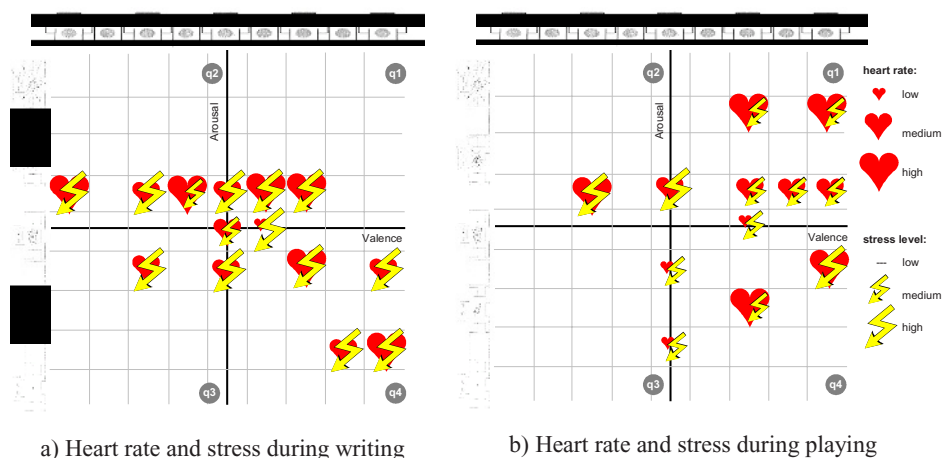 q2
q1
Arousal
Valence
q3
q4
a) Heart rate and stress during writing
q2
q1
Arousal
Valence
q3
q4
b) Heart rate and stress during playing
heart rate:
low
medium
high
stress level:
--- low
medium
high